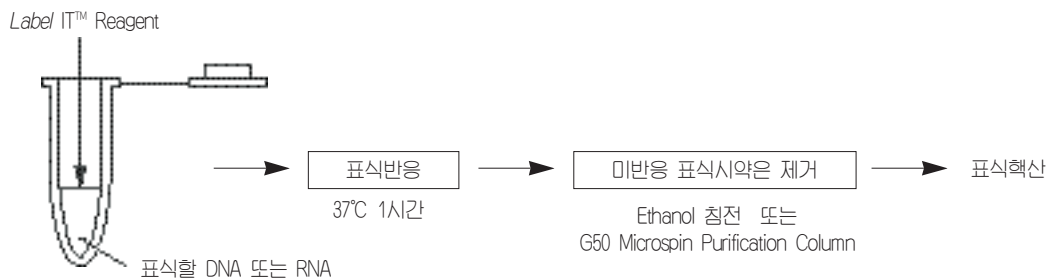 Label IT™ Reagent
표식반응
미반응 표식시약은 제거
표식핵산
37℃ 1시간
Ethanol 침전 또는
G50 Microspin Purification Column
표식할 DNA 또는 RNA